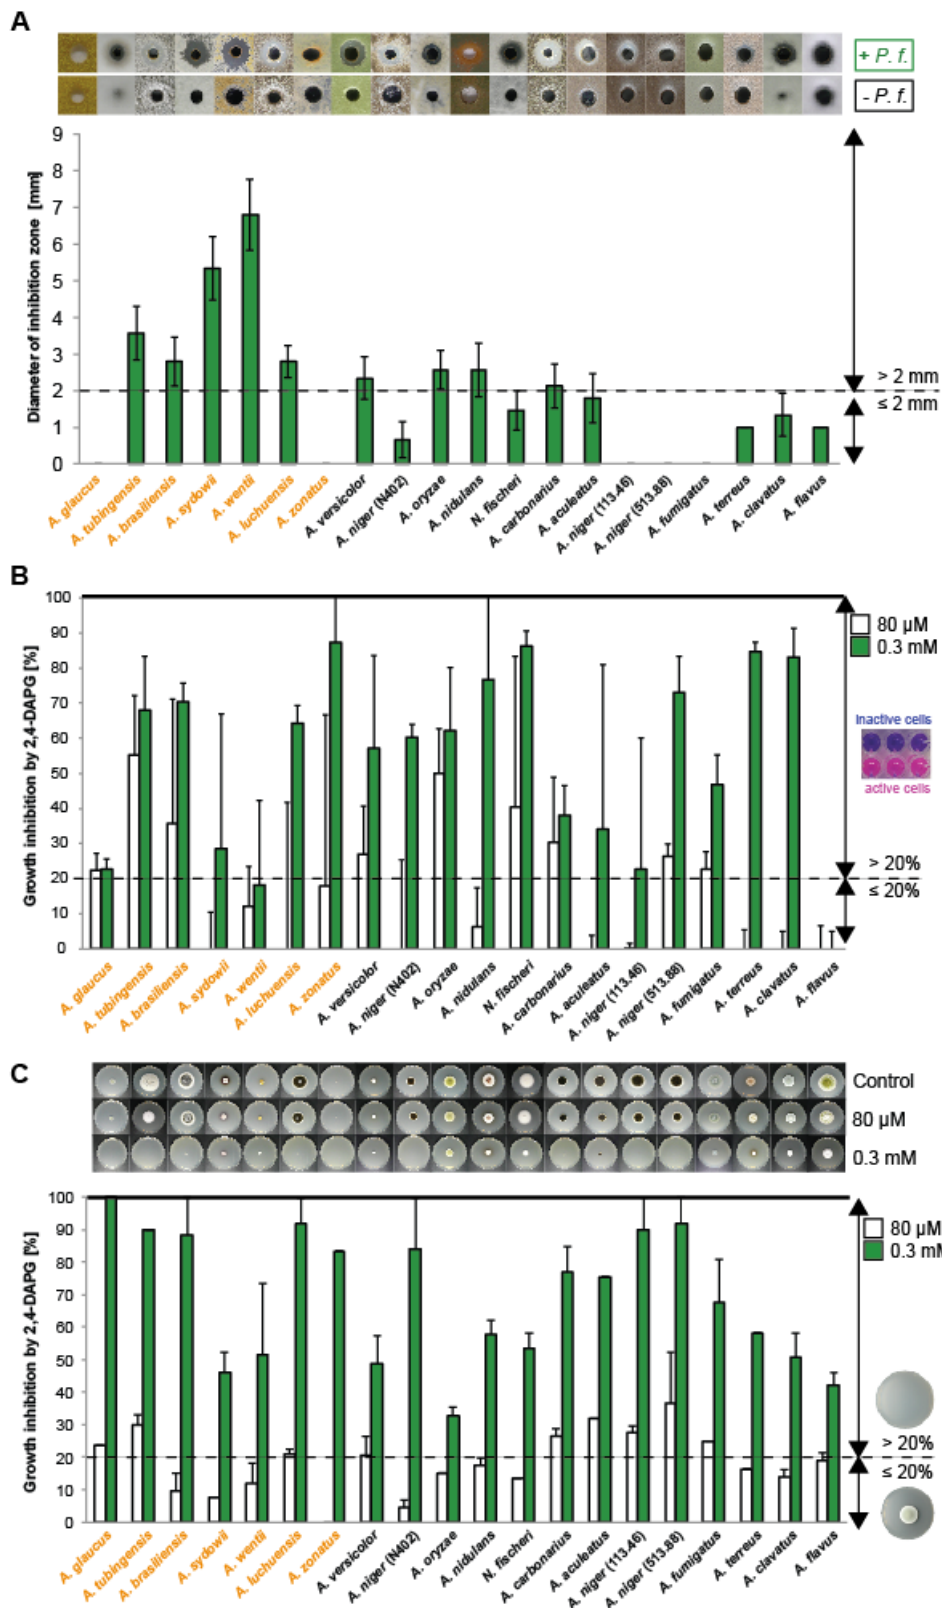 A
+ P. f.
- P. f.
Diameter of inhibition zone [mm]
9
8
7
6
5
4
3
2
1
0
> 2 mm
≤ 2 mm
A. glaucus
A. tubingensis
A. brasiliensis
A. sydowii
A. wentii
A. luchuensis
A. zonatus
A. versicolor
A. niger (N402)
A. oryzae
A. nidulans
N. fischeri
A. carbonarius
A. aculeatus
A. niger (113.46)
A. niger (513.88)
A. fumigatus
A. terreus
A. clavatus
A. flavus
B
Growth inhibition by 2,4-DAPG [%]
100
90
80
70
60
50
40
30
20
10
0
80 µM
0.3 mM
inactive cells
active cells
> 20%
≤ 20%
A. glaucus
A. tubingensis
A. brasiliensis
A. sydowii
A. wentii
A. luchuensis
A. zonatus
A. versicolor
A. niger (N402)
A. oryzae
A. nidulans
N. fischeri
A. carbonarius
A. aculeatus
A. niger (113.46)
A. niger (513.88)
A. fumigatus
A. terreus
A. clavatus
A. flavus
C
Control
80 µM
0.3 mM
Growth inhibition by 2,4-DAPG [%]
100
90
80
70
60
50
40
30
20
10
0
80 µM
0.3 mM
> 20%
≤ 20%
A. glaucus
A. tubingensis
A. brasiliensis
A. sydowii
A. wentii
A. luchuensis
A. zonatus
A. versicolor
A. niger (N402)
A. oryzae
A. nidulans
N. fischeri
A. carbonarius
A. aculeatus
A. niger (113.46)
A. niger (513.88)
A. fumigatus
A. terreus
A. clavatus
A. flavus